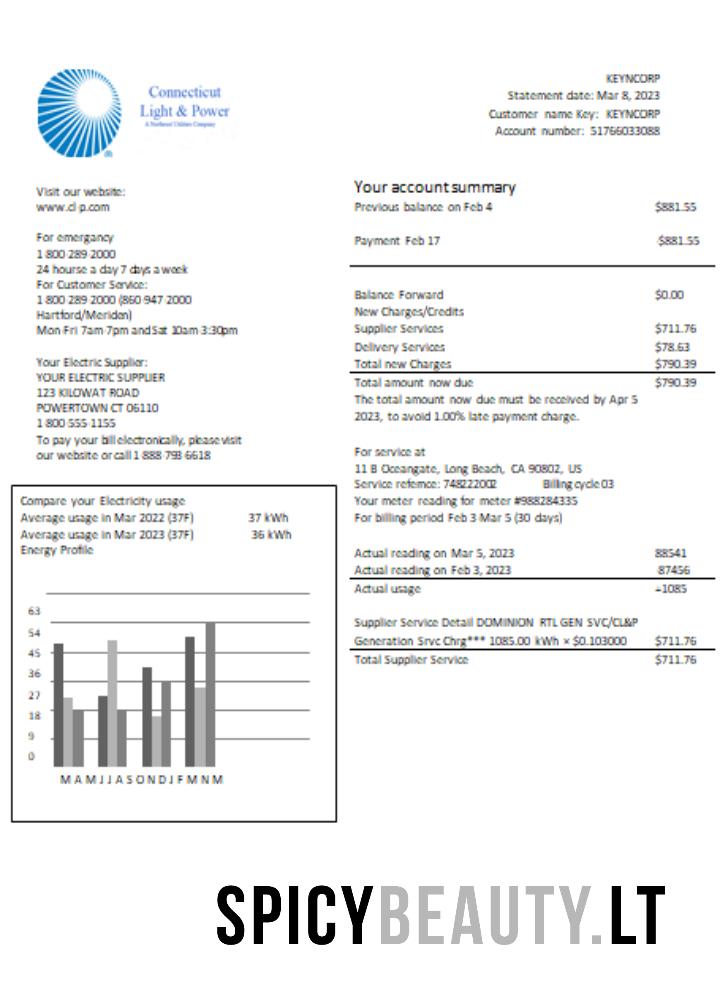 Connecticut
Light & Power
A Northeast Utilities Company
KEYNCORP
Statement date: Mar 8, 2023
Customer name Key: KEYNCORP
Account number: 51766033088
Visit our website:
www.cl-p.com
For emergancy
1-800-289-2000
24 hourse a day 7 days a week
For Customer Service:
1-800-289-2000 (860-947-2000
Hartford/Meriden)
Mon-Fri 7am-7pm and Sat 10am-3:30pm
Your Electric Supplier:
YOUR ELECTRIC SUPPLIER
123 KILOWAT ROAD
POWERTOWN CT 06110
1-800-555-1155
To pay your bill electronically, please visit
our website or call 1-888-793-6618
Compare your Electricity usage
Average usage in Mar 2022 (37F) 37 kWh
Average usage in Mar 2023 (37F) 36 kWh
Energy Profile
63
54
45
36
27
18
9
0
M A M J J A S O N D J F M N M
Your account summary
Previous balance on Feb 4 $881.55
Payment Feb 17 $881.55
Balance Forward $0.00
New Charges/Credits
Supplier Services $711.76
Delivery Services $78.63
Total new Charges $790.39
Total amount now due $790.39
The total amount now due must be received by Apr 5
2023, to avoid 1.00% late payment charge.
For service at
11 B Oceangate, Long Beach, CA 90802, US
Service refernce: 748222002 Billing cycle 03
Your meter reading for meter #988284335
For billing period Feb 3-Mar 5 (30 days)
Actual reading on Mar 5, 2023 88541
Actual reading on Feb 3, 2023 87456
Actual usage =1085
Supplier Service Detail DOMINION RTL GEN SVC/CL&P
Generation Srvc Chrg*** 1085.00 kWh × $0.103000 $711.76
Total Supplier Service $711.76
SPICYBEAUTY.LT